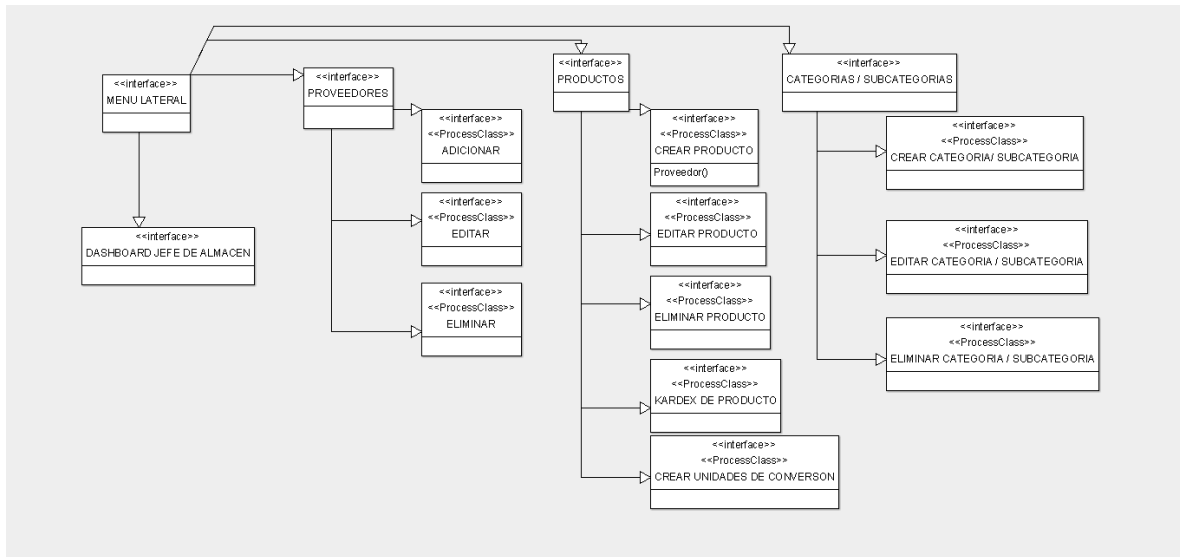 <<interface>>
MENU LATERAL
<<interface>>
DASHBOARD JEFE DE ALMACEN
<<interface>>
PROVEEDORES
<<interface>>
<<ProcessClass>>
ADICIONAR
<<interface>>
<<ProcessClass>>
EDITAR
<<interface>>
<<ProcessClass>>
ELIMINAR
<<interface>>
PRODUCTOS
<<interface>>
<<ProcessClass>>
CREAR PRODUCTO
Proveedor()
<<interface>>
<<ProcessClass>>
EDITAR PRODUCTO
<<interface>>
<<ProcessClass>>
ELIMINAR PRODUCTO
<<interface>>
<<ProcessClass>>
KARDEX DE PRODUCTO
<<interface>>
<<ProcessClass>>
CREAR UNIDADES DE CONVERSON
<<interface>>
CATEGORIAS / SUBCATEGORIAS
<<interface>>
<<ProcessClass>>
CREAR CATEGORIA/ SUBCATEGORIA
<<interface>>
<<ProcessClass>>
EDITAR CATEGORIA / SUBCATEGORIA
<<interface>>
<<ProcessClass>>
ELIMINAR CATEGORIA / SUBCATEGORIA